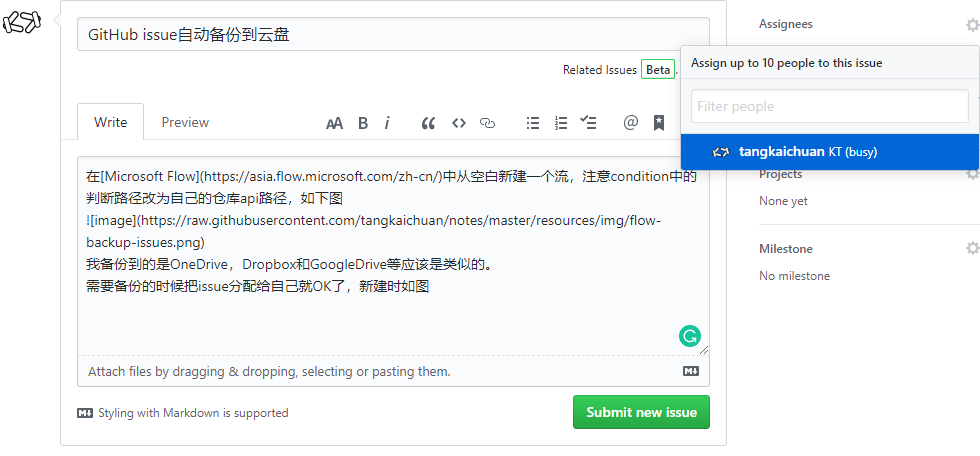 GitHub issue自动备份到云盘
Related Issues Beta .
Write Preview
AA B i “ <> @
在[Microsoft Flow](https://asia.flow.microsoft.com/zh-cn/)中从空白新建一个流，注意condition中的
判断路径改为自己的仓库api路径，如下图
![image](https://raw.githubusercontent.com/tangkaichuan/notes/master/resources/img/flow-
backup-issues.png)
我备份到的是OneDrive，Dropbox和GoogleDrive等应该是类似的。
需要备份的时候把issue分配给自己就OK了，新建时如图
Attach files by dragging & dropping, selecting or pasting them.
Styling with Markdown is supported
Submit new issue
Assignees
Assign up to 10 people to this issue
Filter people
tangkaichuan KT (busy)
Projects
None yet
Milestone
No milestone